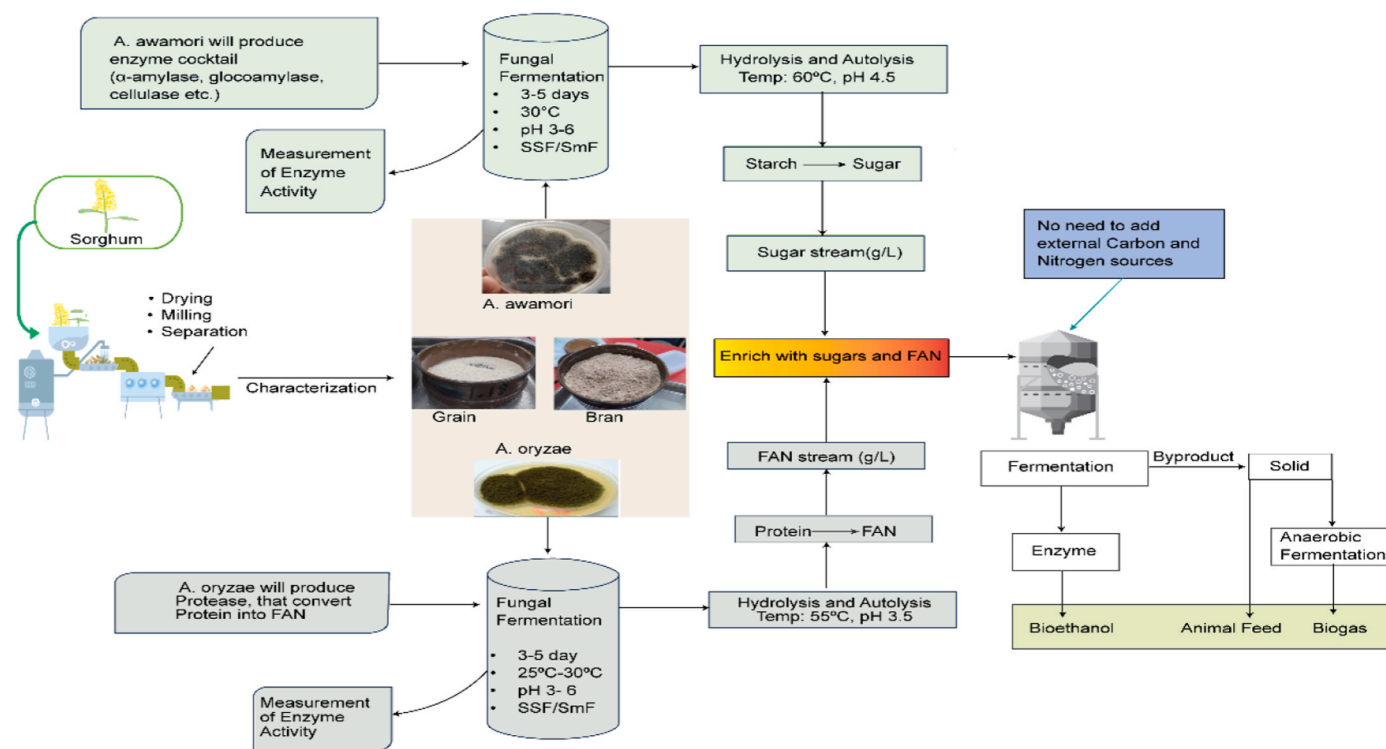 A. awamori will produce
enzyme cocktail
(α-amylase, glocoamylase,
cellulase etc.)
Fungal
Fermentation
• 3-5 days
• 30°C
• pH 3-6
• SSF/SmF
Hydrolysis and Autolysis
Temp: 60ºC, pH 4.5
Measurement
of Enzyme
Activity
Starch
Sugar
Sorghum
Sugar stream(g/L)
No need to add
external Carbon and
Nitrogen sources
• Drying
• Milling
• Separation
A. awamori
Characterization
Grain
Bran
Enrich with sugars and FAN
A. oryzae
FAN stream (g/L)
Fermentation
Byproduct
Solid
Protein
FAN
Enzyme
Anaerobic
Fermentation
A. oryzae will produce
Protease, that convert
Protein into FAN
Fungal
Fermentation
• 3-5 day
• 25ºC-30ºC
• pH 3- 6
• SSF/SmF
Hydrolysis and Autolysis
Temp: 55ºC, pH 3.5
Bioethanol
Animal Feed
Biogas
Measurement
of Enzyme
Activity